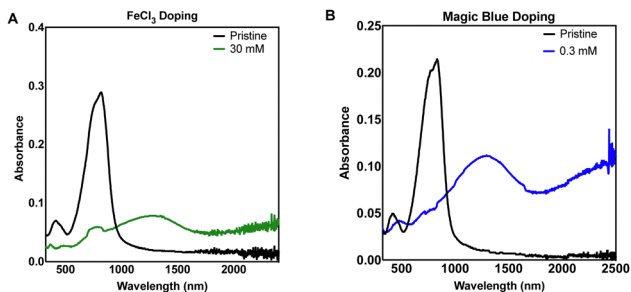 A
FeCl3 Doping
Pristine
30 mM
0.4
0.3
0.2
0.1
0.0
Absorbance
500 1000 1500 2000
Wavelength (nm)
B
Magic Blue Doping
Pristine
0.3 mM
0.25
0.20
0.15
0.10
0.05
0.00
Absorbance
500 1000 1500 2000 2500
Wavelength (nm)